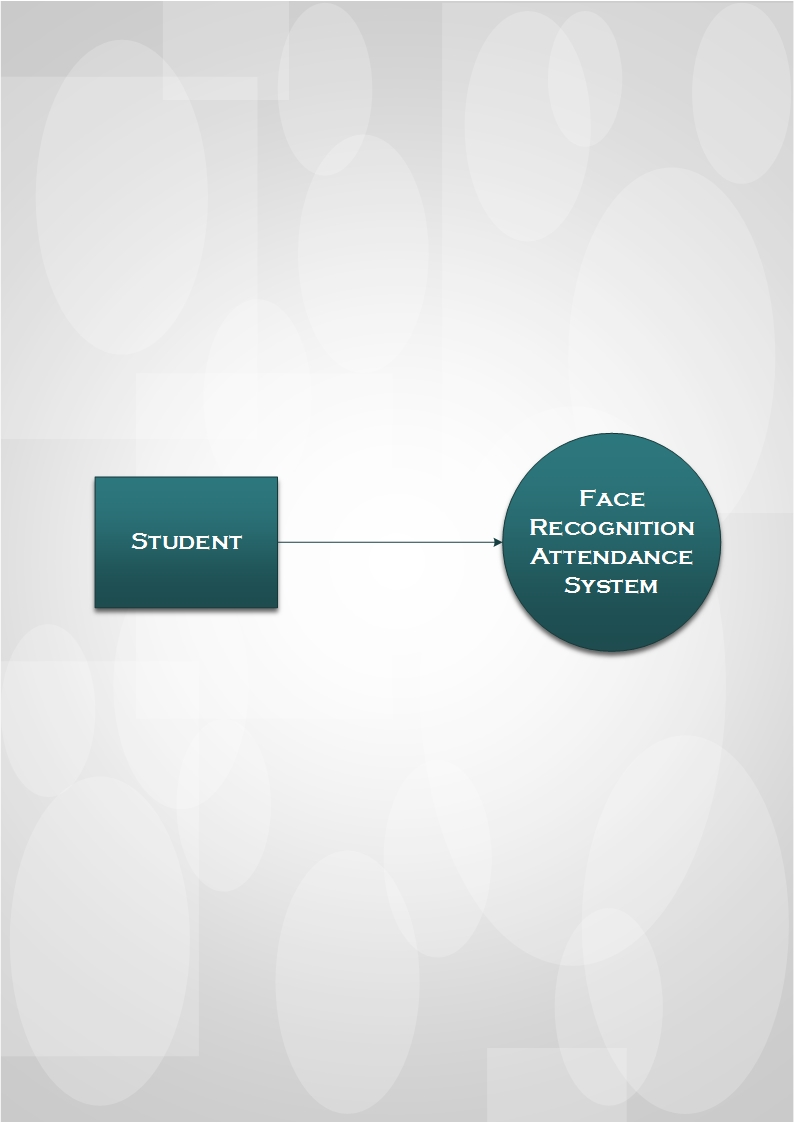 Student
Face
Recognition
Attendance
System